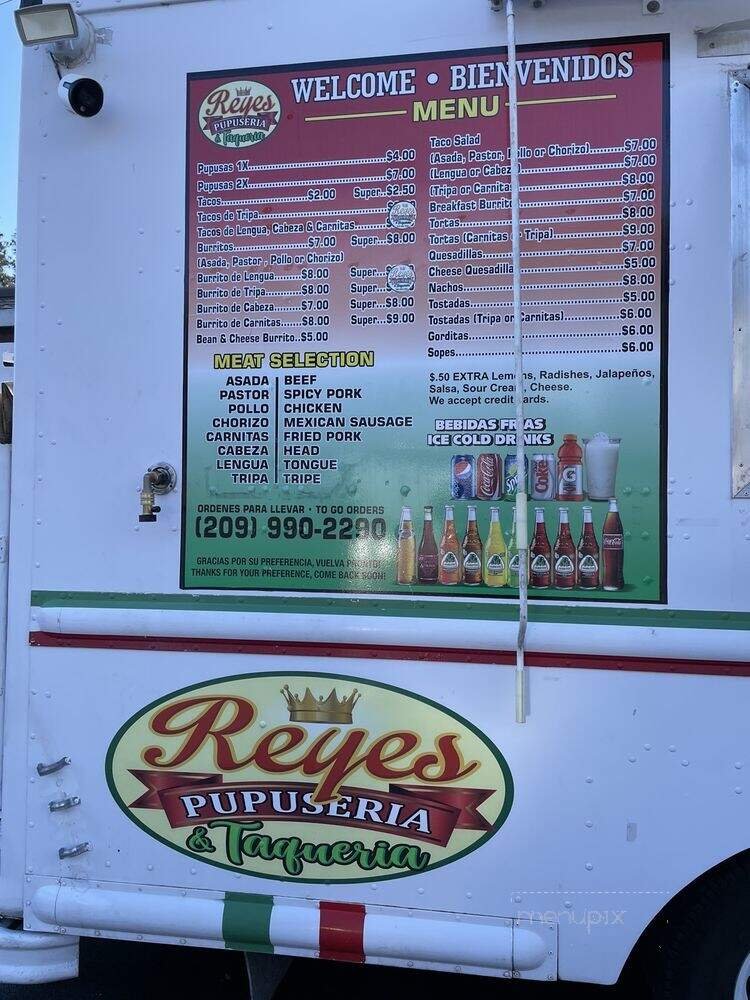 Reyes
PUPUSERIA
& Taqueria
WELCOME • BIENVENIDOS
MENU
Pupusas 1X....................$4.00
Pupusas 2X....................$7.00
Tacos....................$2.00 Super..$2.50
Tacos de Tripa....................
Tacos de Lengua, Cabeza & Carnitas....
Burritos....................$7.00 Super...$8.00
(Asada, Pastor, Pollo or Chorizo)
Burrito de Lengua.......$8.00 Super...
Burrito de Tripa.........$8.00 Super...
Burrito de Cabeza.......$7.00 Super...$8.00
Burrito de Carnitas.....$8.00 Super...$9.00
Bean & Cheese Burrito..$5.00
Taco Salad
(Asada, Pastor, Pollo or Chorizo).......$7.00
(Lengua or Cabeza)....................$7.00
(Tripa or Carnitas)....................$8.00
Breakfast Burrito....................$7.00
Tortas....................$8.00
Tortas (Carnitas o Tripa)....................$9.00
Quesadillas....................$7.00
Cheese Quesadilla....................$5.00
Nachos....................$8.00
Tostadas....................$5.00
Tostadas (Tripa or Carnitas)..........$6.00
Gorditas....................$6.00
Sopes....................$6.00
$.50 EXTRA Lemons, Radishes, Jalapeños,
Salsa, Sour Cream, Cheese.
We accept credit cards.
MEAT SELECTION
ASADA BEEF
PASTOR SPICY PORK
POLLO CHICKEN
CHORIZO MEXICAN SAUSAGE
CARNITAS FRIED PORK
CABEZA HEAD
LENGUA TONGUE
TRIPA TRIPE
BEBIDAS FRIAS
ICE COLD DRINKS
ORDENES PARA LLEVAR • TO GO ORDERS
(209) 990-2290
GRACIAS POR SU PREFERENCIA, VUELVA PRONTO!
THANKS FOR YOUR PREFERENCE, COME BACK SOON!
Reyes
PUPUSERIA
& Taqueria
menupix